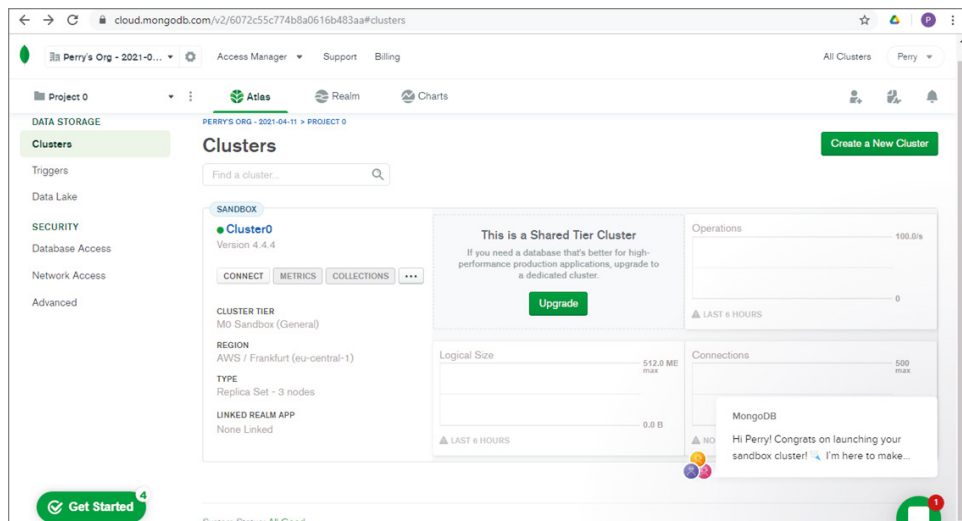 cloud.mongodb.com/v2/6072c55c774b8a0616b483aa#clusters
P
Perry's Org - 2021-0...
Access Manager
Support
Billing
All Clusters
Perry
Project 0
Atlas
Realm
Charts
DATA STORAGE
Clusters
Triggers
Data Lake
SECURITY
Database Access
Network Access
Advanced
PERRY'S ORG - 2021-04-11 > PROJECT 0
Clusters
Create a New Cluster
Find a cluster...
SANDBOX
Cluster0
Version 4.4.4
CONNECT
METRICS
COLLECTIONS
...
CLUSTER TIER
M0 Sandbox (General)
REGION
AWS / Frankfurt (eu-central-1)
TYPE
Replica Set - 3 nodes
LINKED REALM APP
None Linked
This is a Shared Tier Cluster
If you need a database that's better for high-
performance production applications, upgrade to
a dedicated cluster.
Upgrade
Operations
100.0/s
0
LAST 6 HOURS
Logical Size
512.0 ME
max
0.0 B
LAST 6 HOURS
Connections
500
max
NO
MongoDB
Hi Perry! Congrats on launching your
sandbox cluster! I'm here to make...
Get Started
4
1